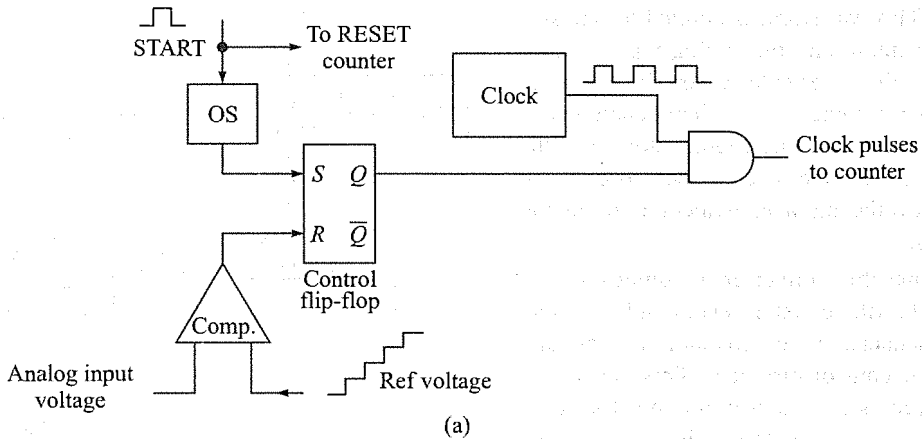 START
To RESET
counter
OS
Clock
Clock pulses
to counter
S Q
R Q̅
Control
flip-flop
Comp.
Analog input
voltage
Ref voltage
(a)